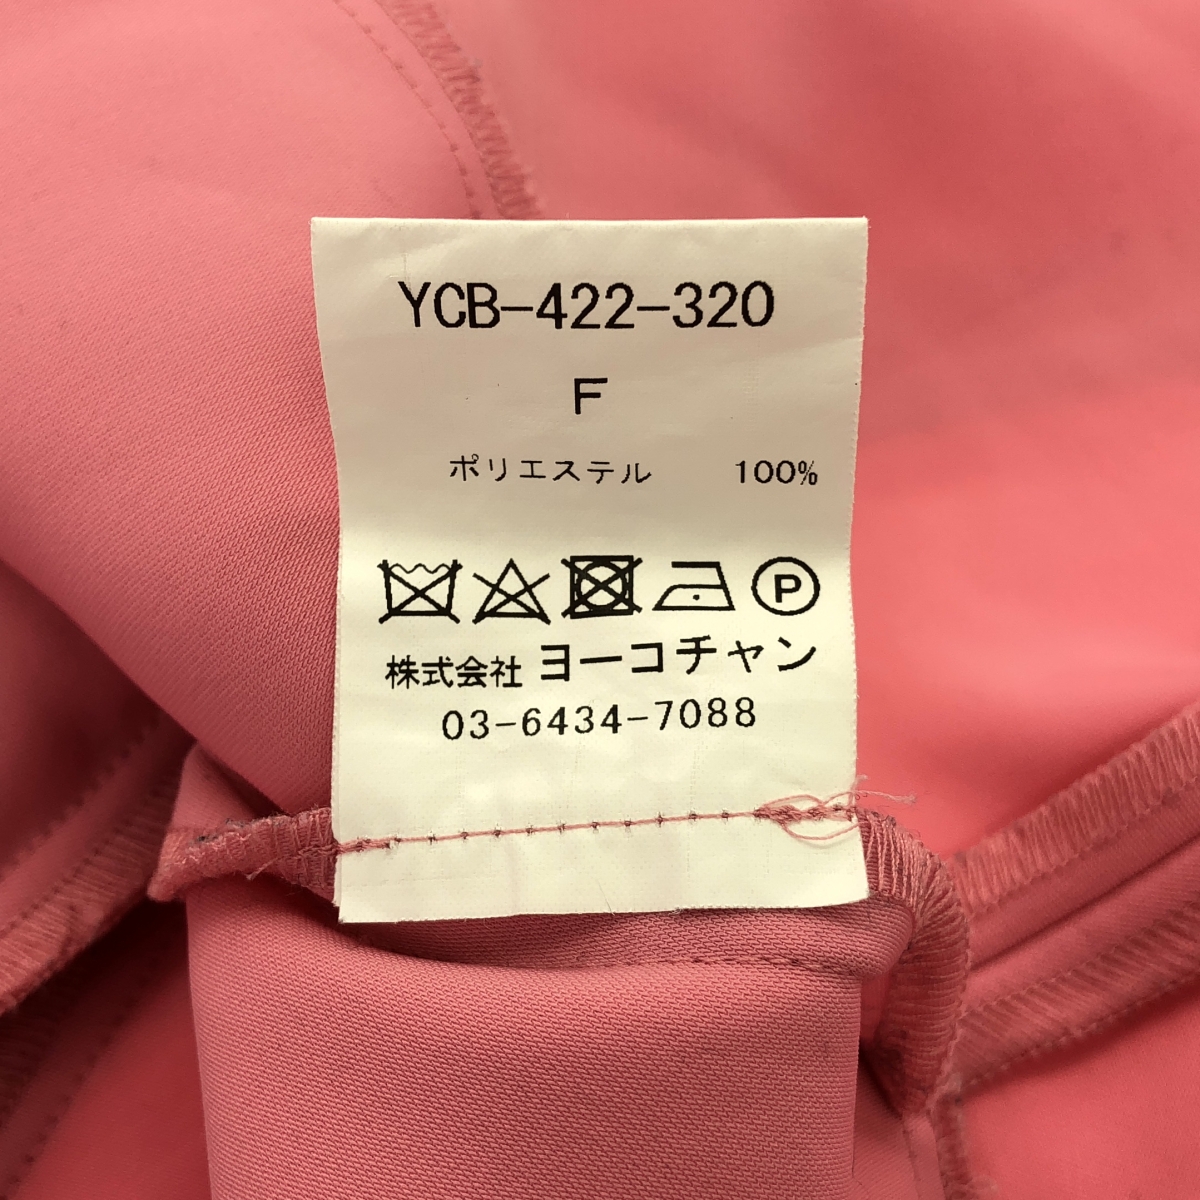 YCB-422-320
F
ポリエステル 100%
P
株式会社 ヨーコチャン
03-6434-7088